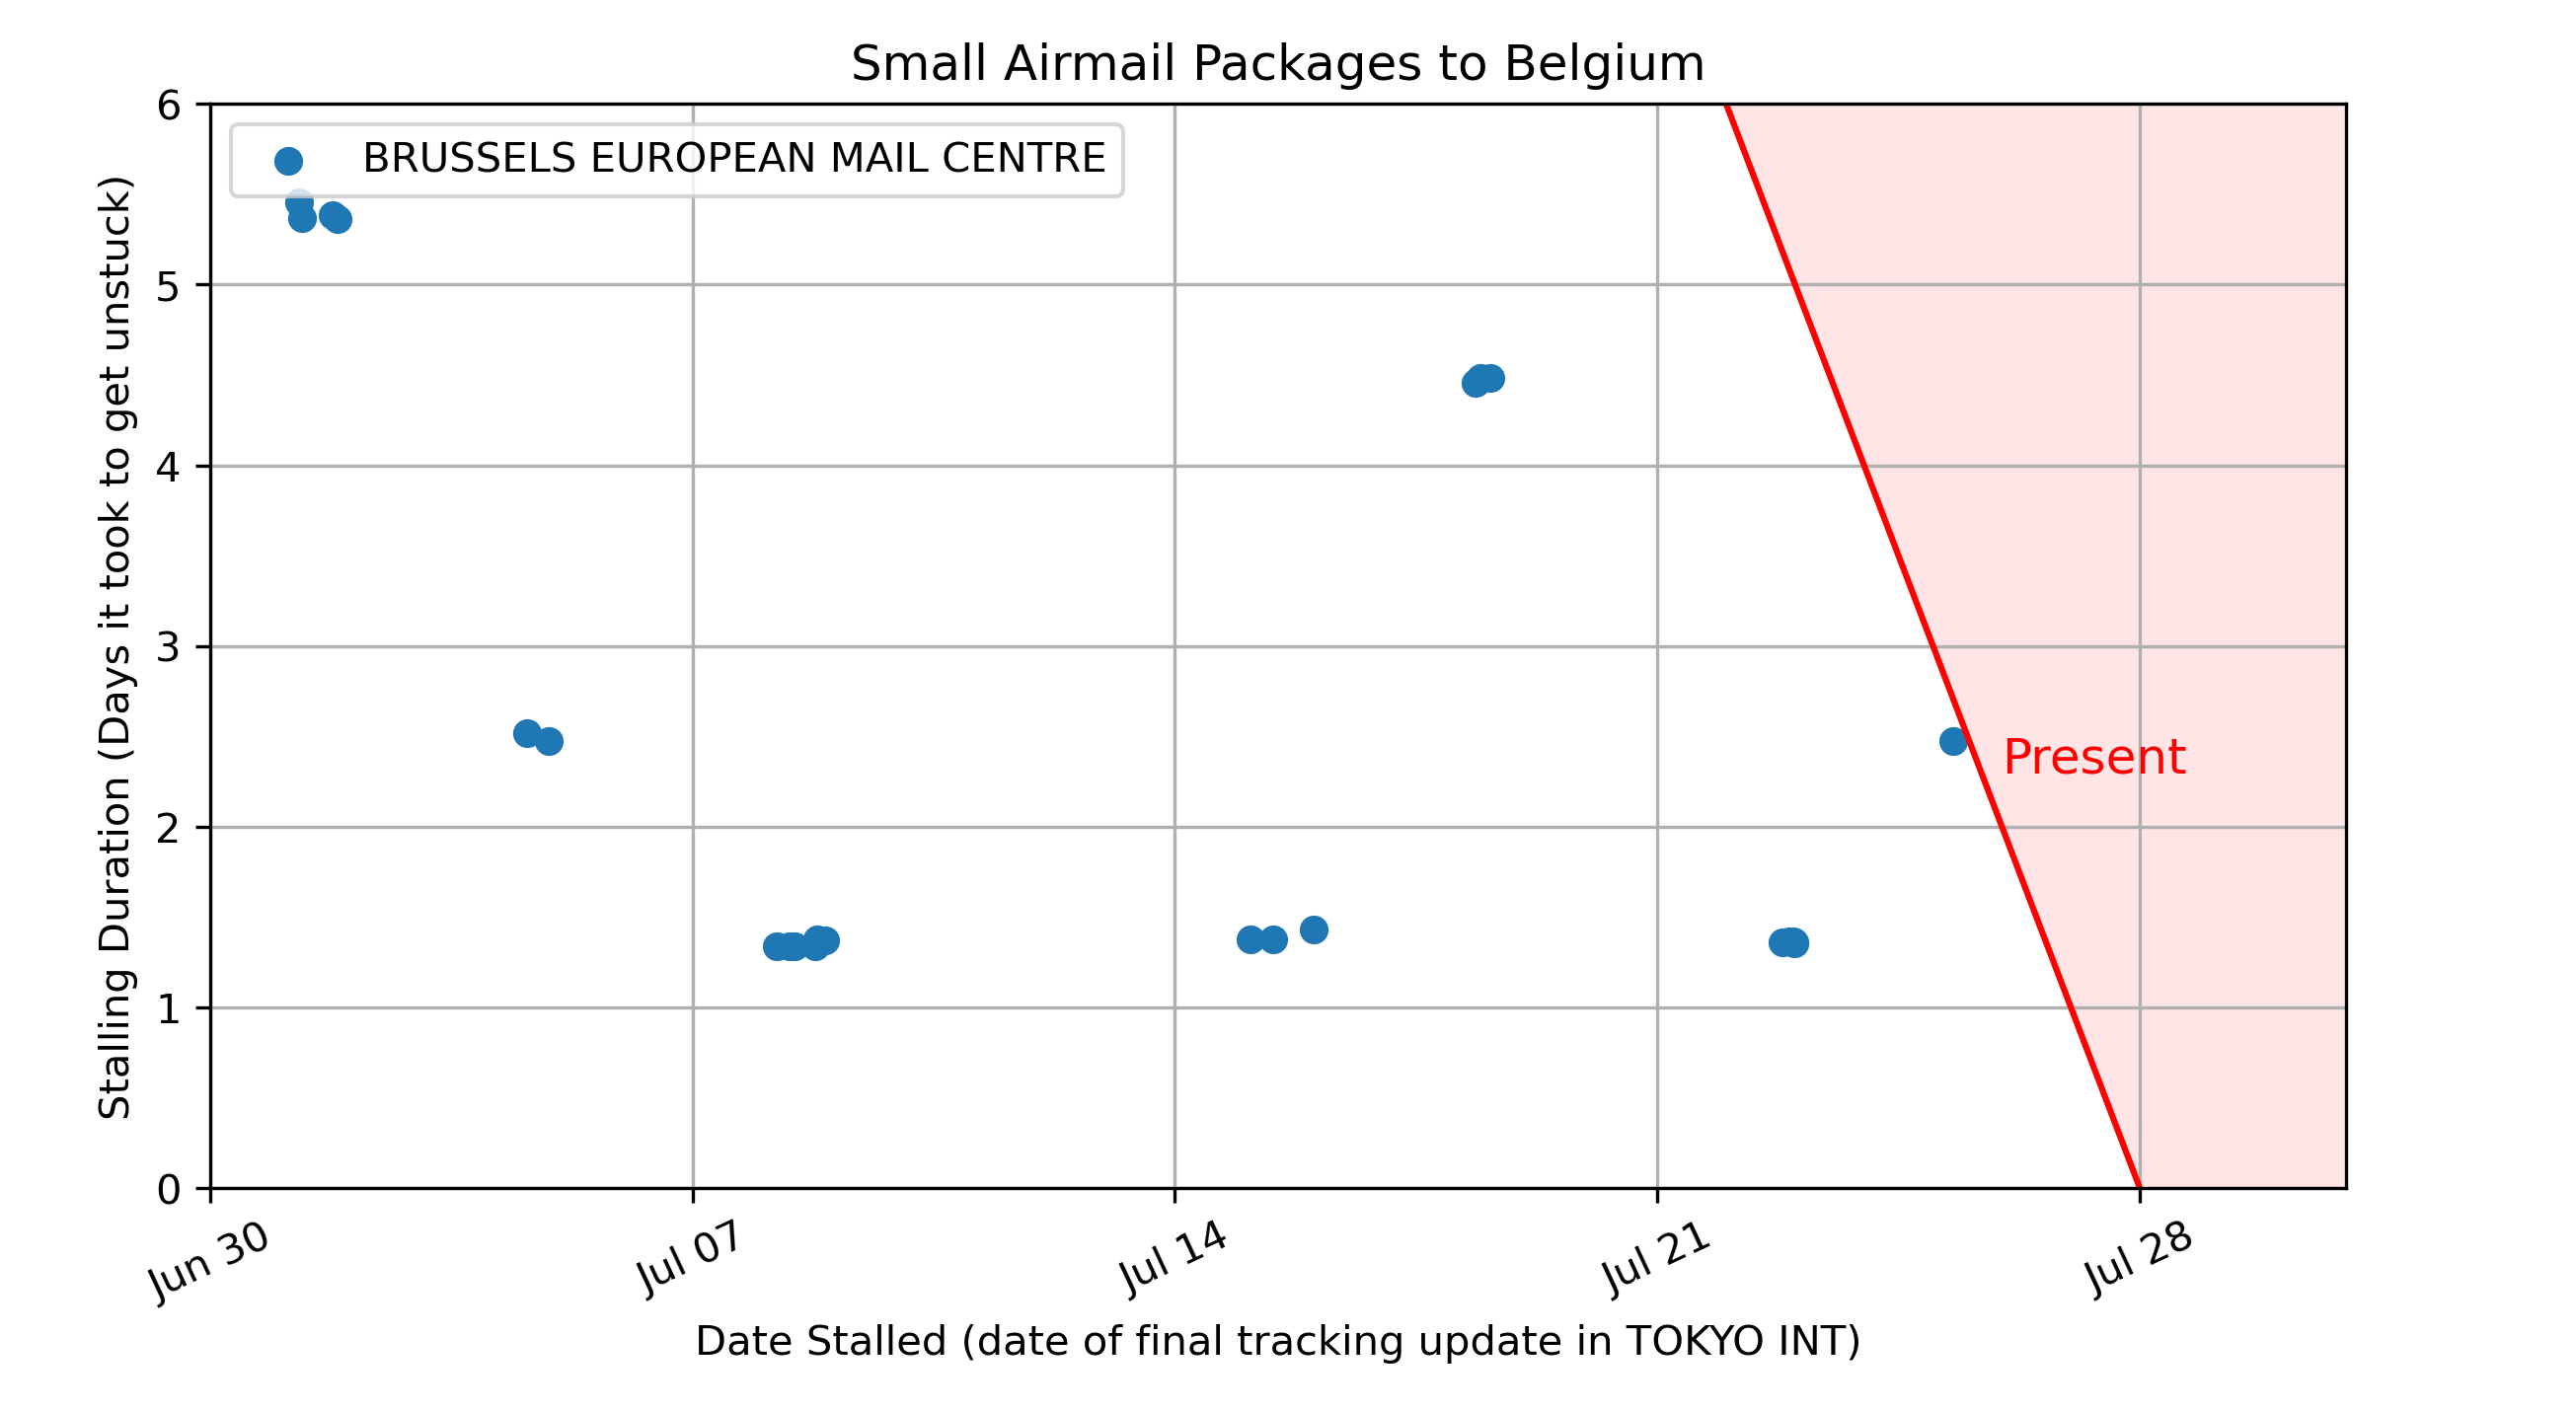 Small Airmail Packages to Belgium
BRUSSELS EUROPEAN MAIL CENTRE
Stalling Duration (Days it took to get unstuck)
6
5
4
3
2
1
0
Present
Jun 30
Jul 07
Jul 14
Jul 21
Jul 28
Date Stalled (date of final tracking update in TOKYO INT)